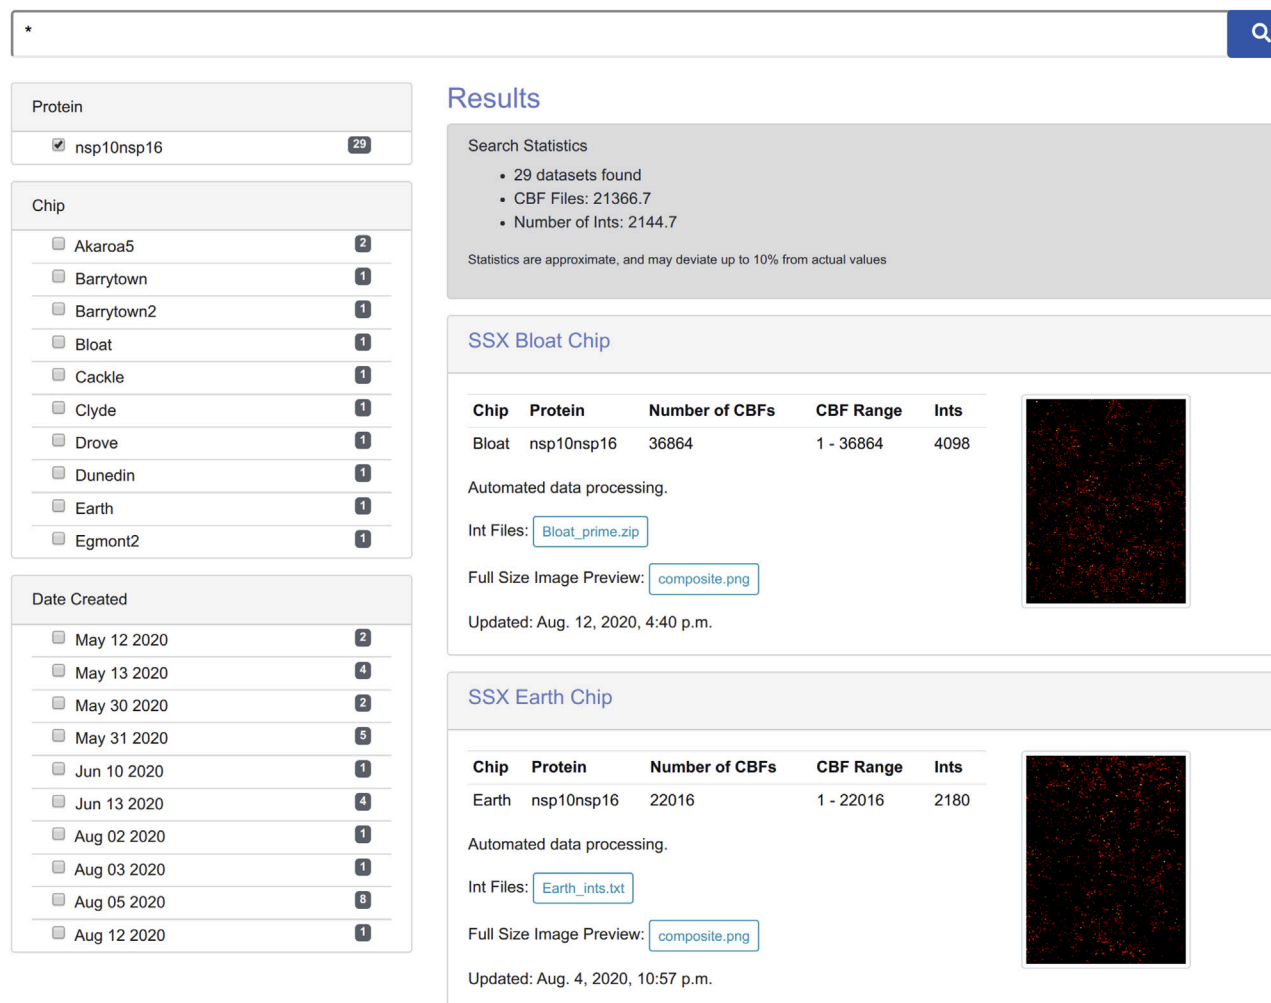 *
Protein
nsp10nsp16 29
Chip
Akaroa5 2
Barrytown 1
Barrytown2 1
Bloat 1
Cackle 1
Clyde 1
Drove 1
Dunedin 1
Earth 1
Egmont2 1
Date Created
May 12 2020 2
May 13 2020 4
May 30 2020 2
May 31 2020 5
Jun 10 2020 1
Jun 13 2020 4
Aug 02 2020 1
Aug 03 2020 1
Aug 05 2020 8
Aug 12 2020 1
Results
Search Statistics
• 29 datasets found
• CBF Files: 21366.7
• Number of Ints: 2144.7
Statistics are approximate, and may deviate up to 10% from actual values
SSX Bloat Chip
Chip Protein Number of CBFs CBF Range Ints
Bloat nsp10nsp16 36864 1 - 36864 4098
Automated data processing.
Int Files: Bloat_prime.zip
Full Size Image Preview: composite.png
Updated: Aug. 12, 2020, 4:40 p.m.
SSX Earth Chip
Chip Protein Number of CBFs CBF Range Ints
Earth nsp10nsp16 22016 1 - 22016 2180
Automated data processing.
Int Files: Earth_ints.txt
Full Size Image Preview: composite.png
Updated: Aug. 4, 2020, 10:57 p.m.